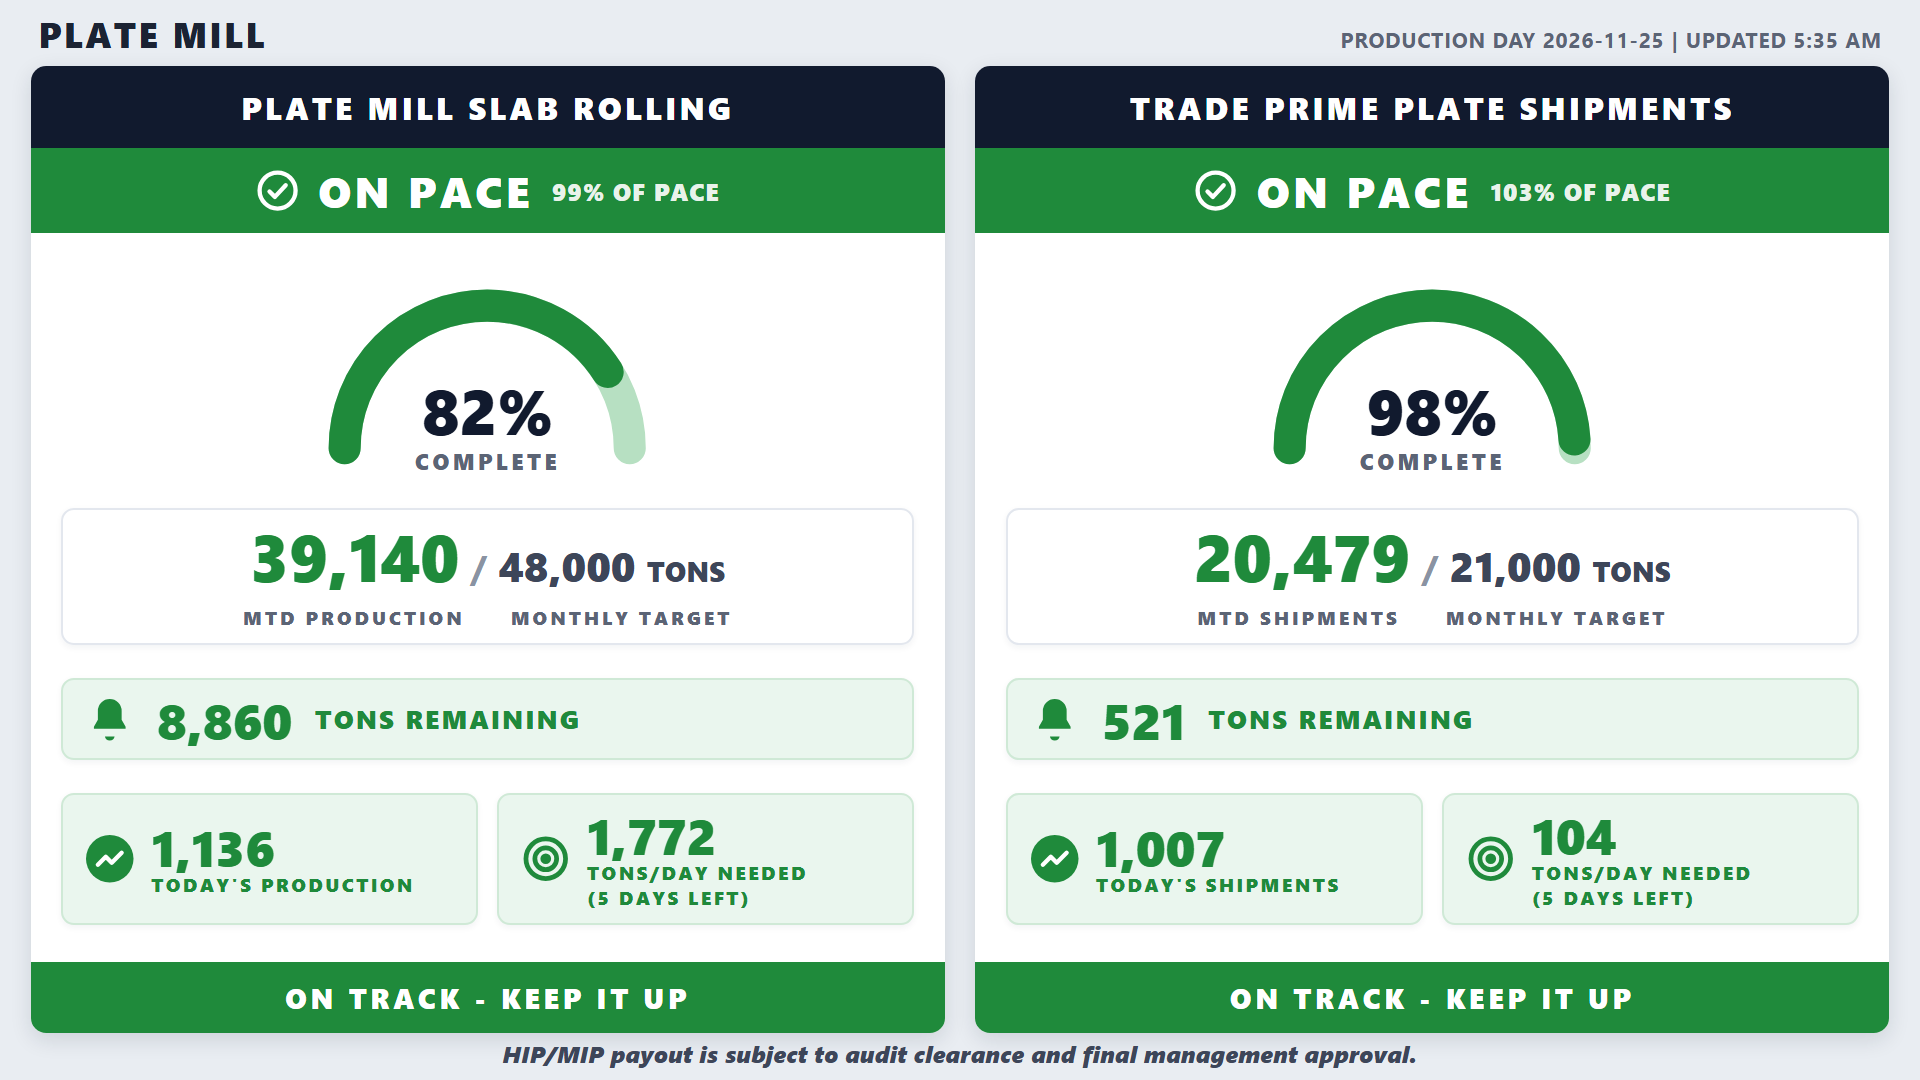 PLATE MILL
PRODUCTION DAY 2026-11-25 | UPDATED 5:35 AM
PLATE MILL SLAB ROLLING
ON PACE 99% OF PACE
82%
COMPLETE
39,140 / 48,000 TONS
MTD PRODUCTION MONTHLY TARGET
8,860 TONS REMAINING
1,136
TODAY'S PRODUCTION
1,772
TONS/DAY NEEDED
(5 DAYS LEFT)
ON TRACK - KEEP IT UP
TRADE PRIME PLATE SHIPMENTS
ON PACE 103% OF PACE
98%
COMPLETE
20,479 / 21,000 TONS
MTD SHIPMENTS MONTHLY TARGET
521 TONS REMAINING
1,007
TODAY'S SHIPMENTS
104
TONS/DAY NEEDED
(5 DAYS LEFT)
ON TRACK - KEEP IT UP
HIP/MIP payout is subject to audit clearance and final management approval.